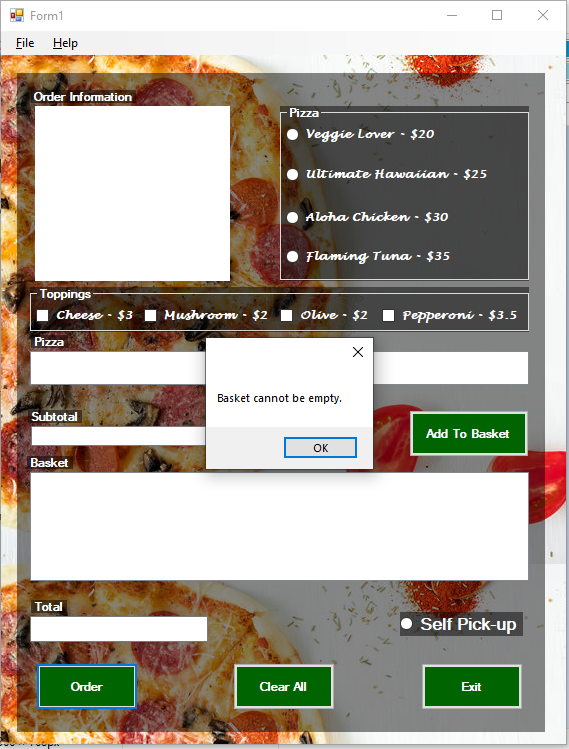 Form1
File Help
Order Information
Pizza
Veggie Lover - $20
Ultimate Hawaiian - $25
Aloha Chicken - $30
Flaming Tuna - $35
Toppings
Cheese - $3 Mushroom - $2 Olive - $2 Pepperoni - $3.5
Pizza
Basket cannot be empty.
OK
Subtotal
Add To Basket
Basket
Total
Self Pick-up
Order Clear All Exit